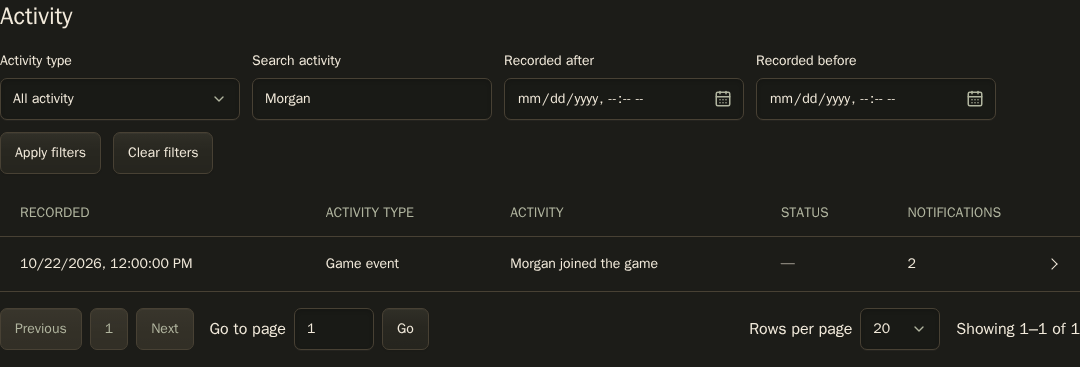 Activity
Activity type Search activity Recorded after Recorded before
All activity Morgan mm/dd/yyyy, --:-- -- mm/dd/yyyy, --:-- --
Apply filters Clear filters
RECORDED ACTIVITY TYPE ACTIVITY STATUS NOTIFICATIONS
10/22/2026, 12:00:00 PM Game event Morgan joined the game — 2
Previous 1 Next Go to page 1 Go Rows per page 20 Showing 1–1 of 1